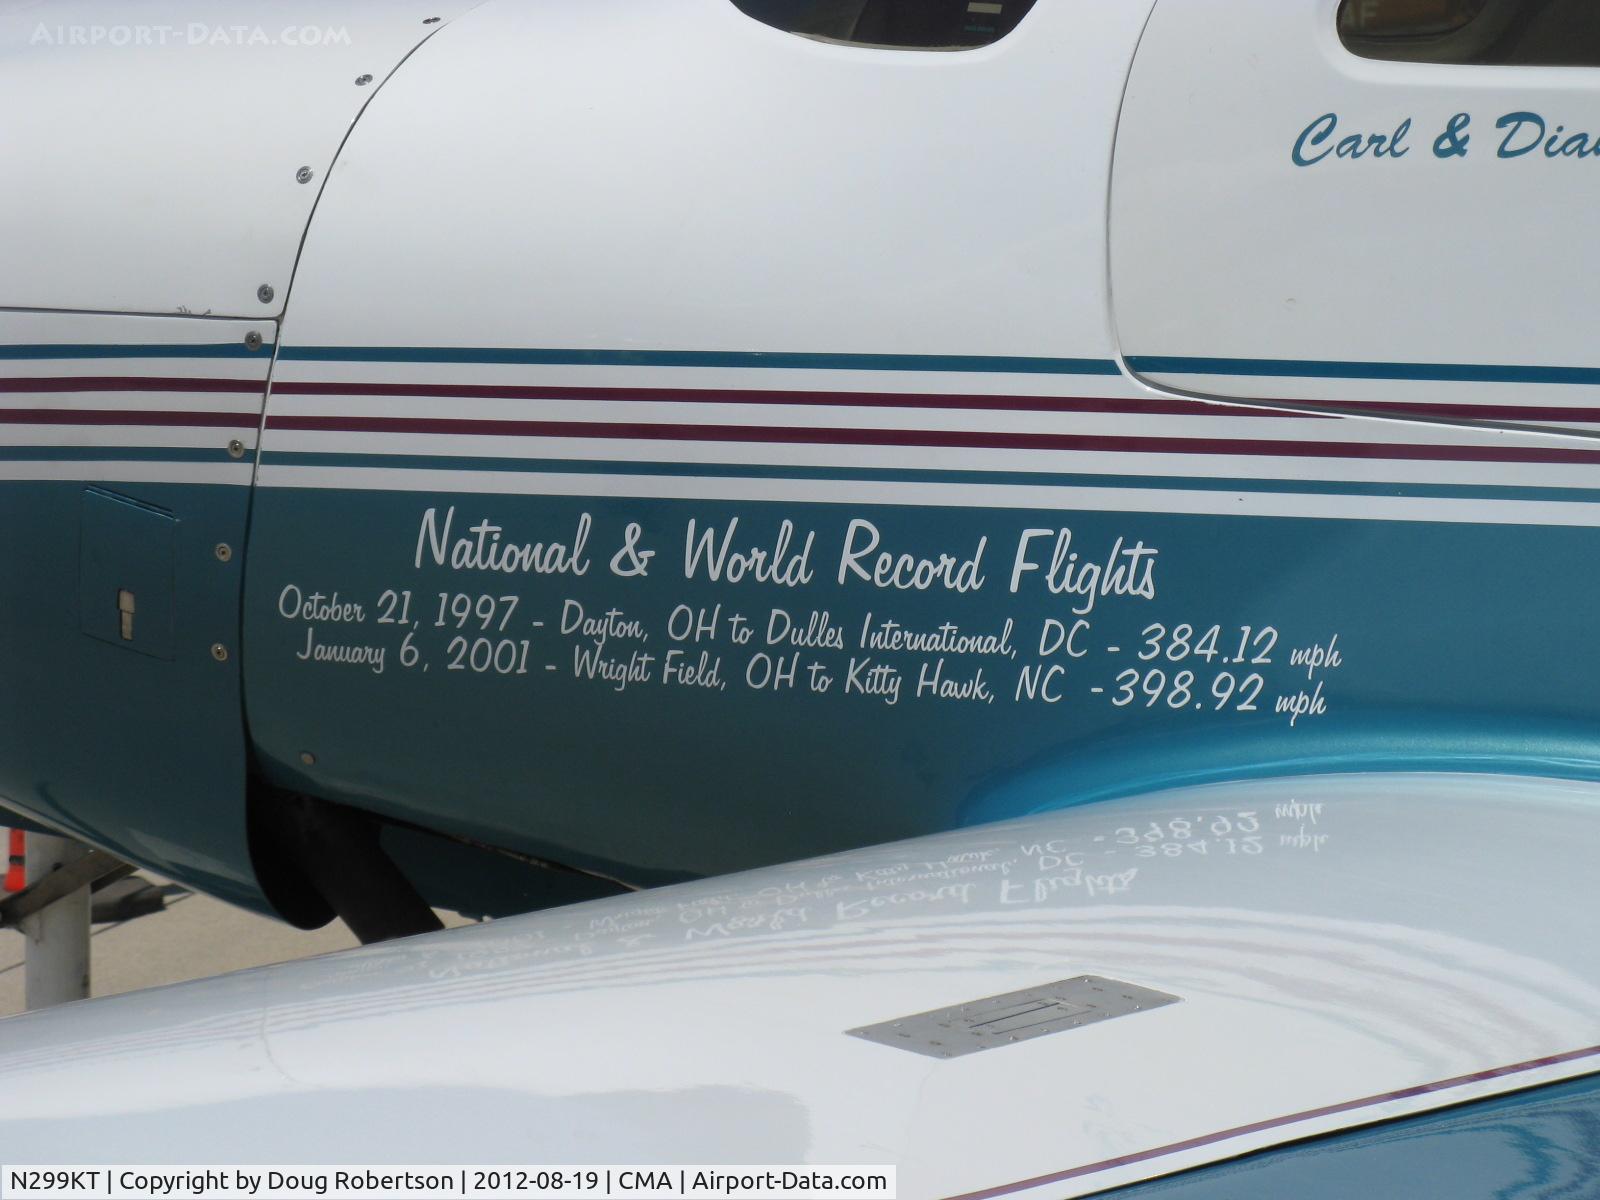 AIRPORT-DATA.COM
AF
Carl &
National & World Record Flights
October 21, 1997 - Dayton, OH to Dulles International, DC - 384.12 mph
January 6, 2001 - Wright Field, OH to Kitty Hawk, NC - 398.92 mph
N299KT | Copyright by Doug Robertson | 2012-08-19 | CMA | Airport-Data.com